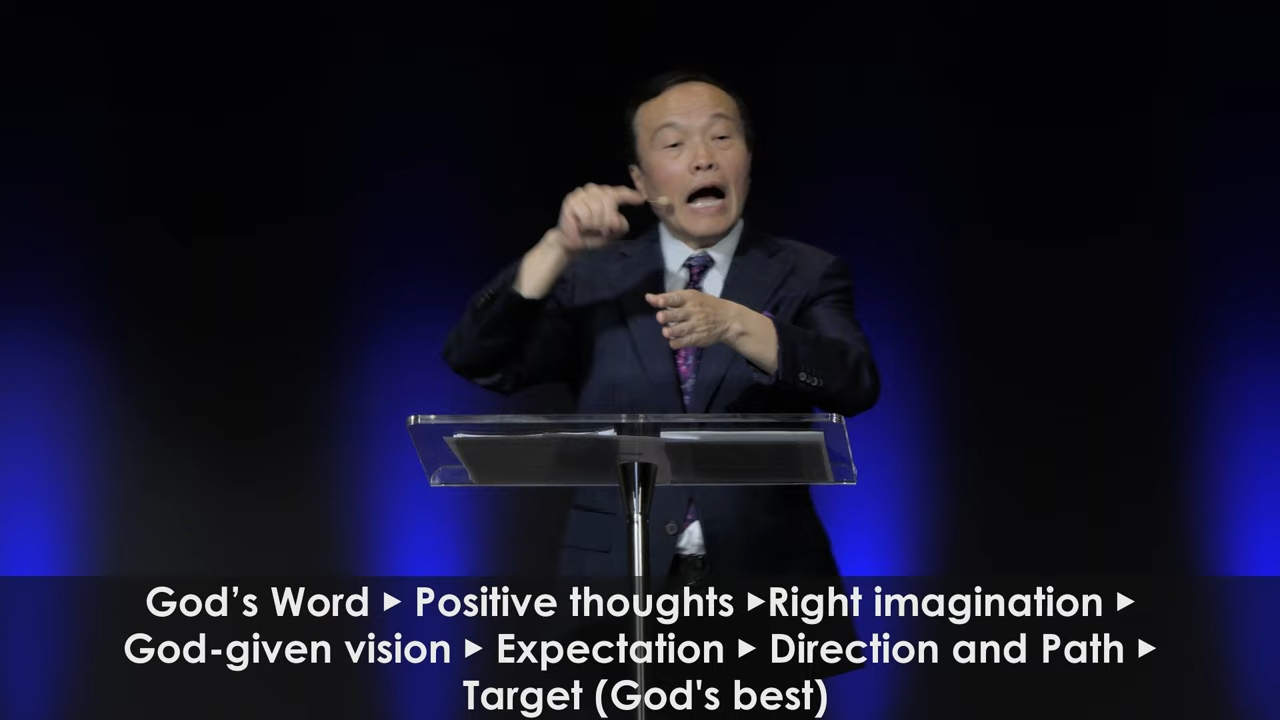 God’s Word ▸ Positive thoughts ▸Right imagination ▸
God-given vision ▸ Expectation ▸ Direction and Path ▸
Target (God's best)